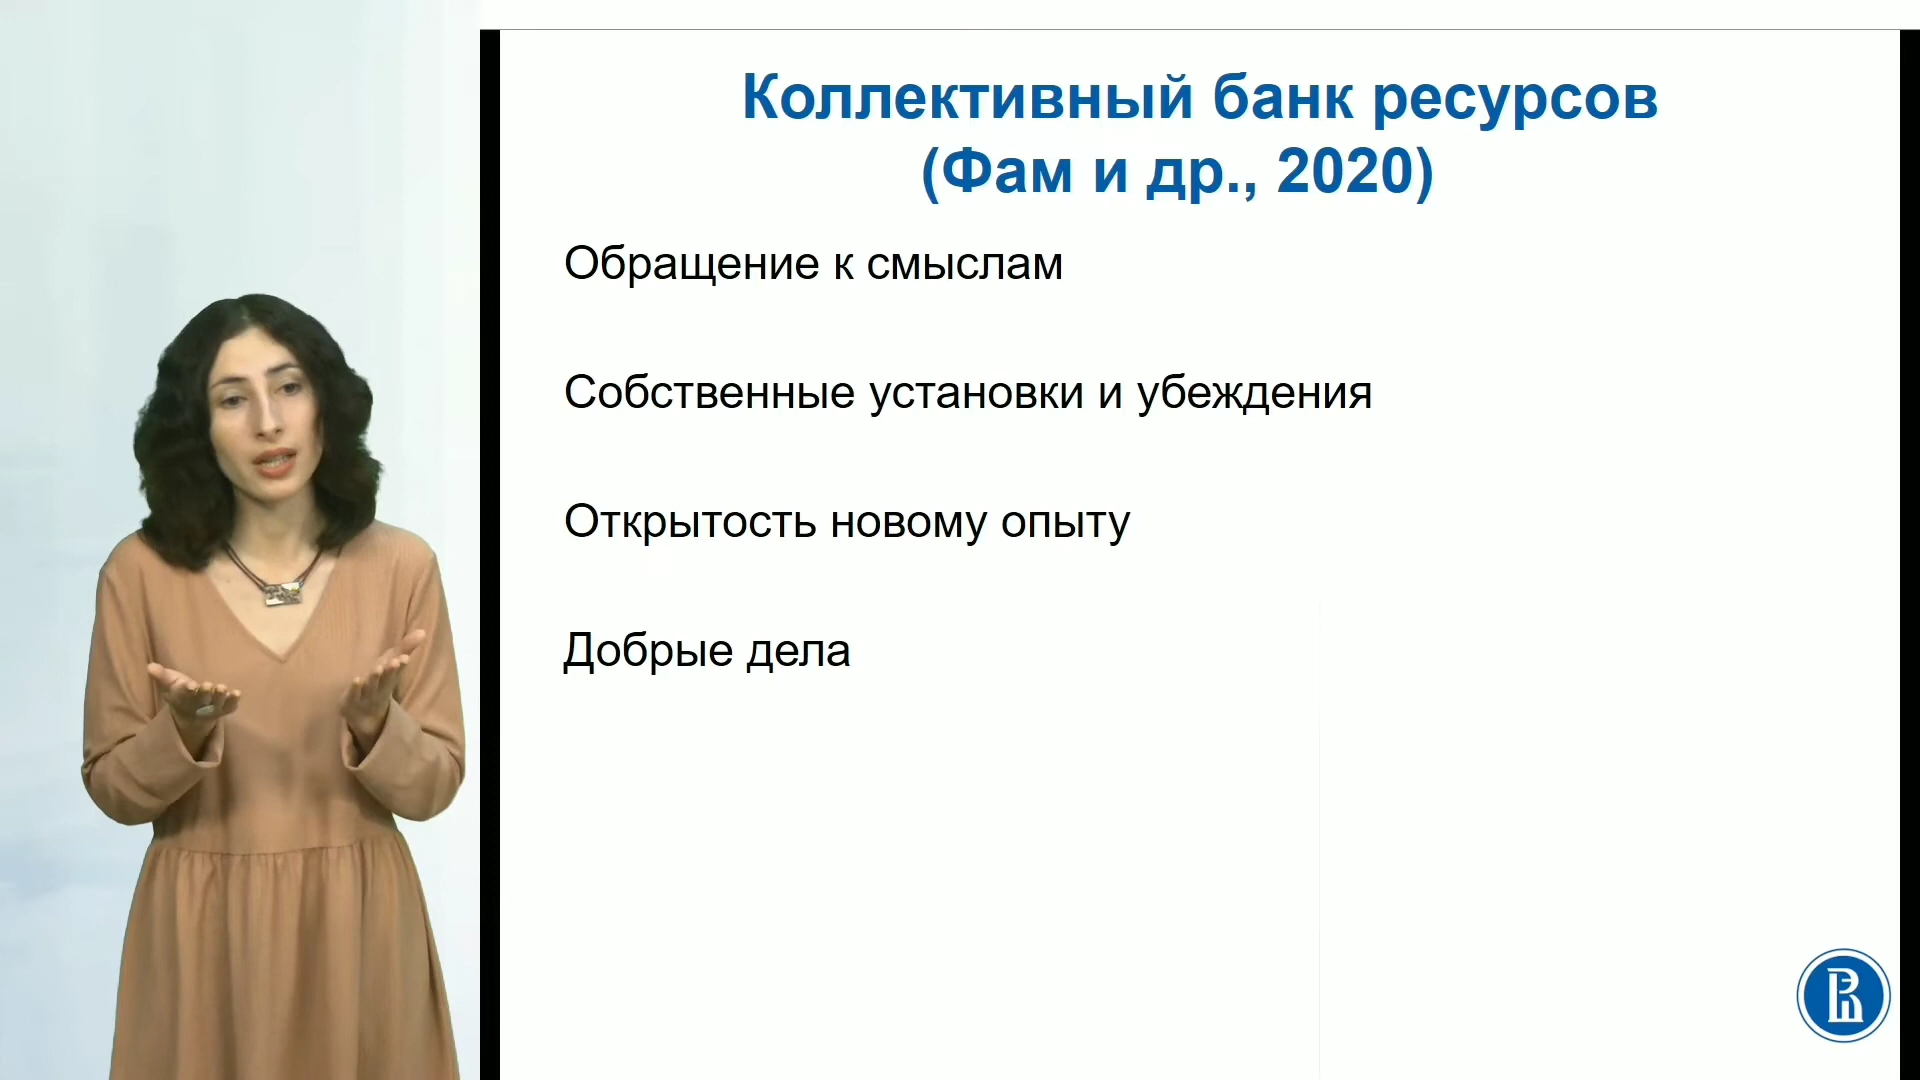 Коллективный банк ресурсов
(Фам и др., 2020)
Обращение к смыслам
Собственные установки и убеждения
Открытость новому опыту
Добрые дела